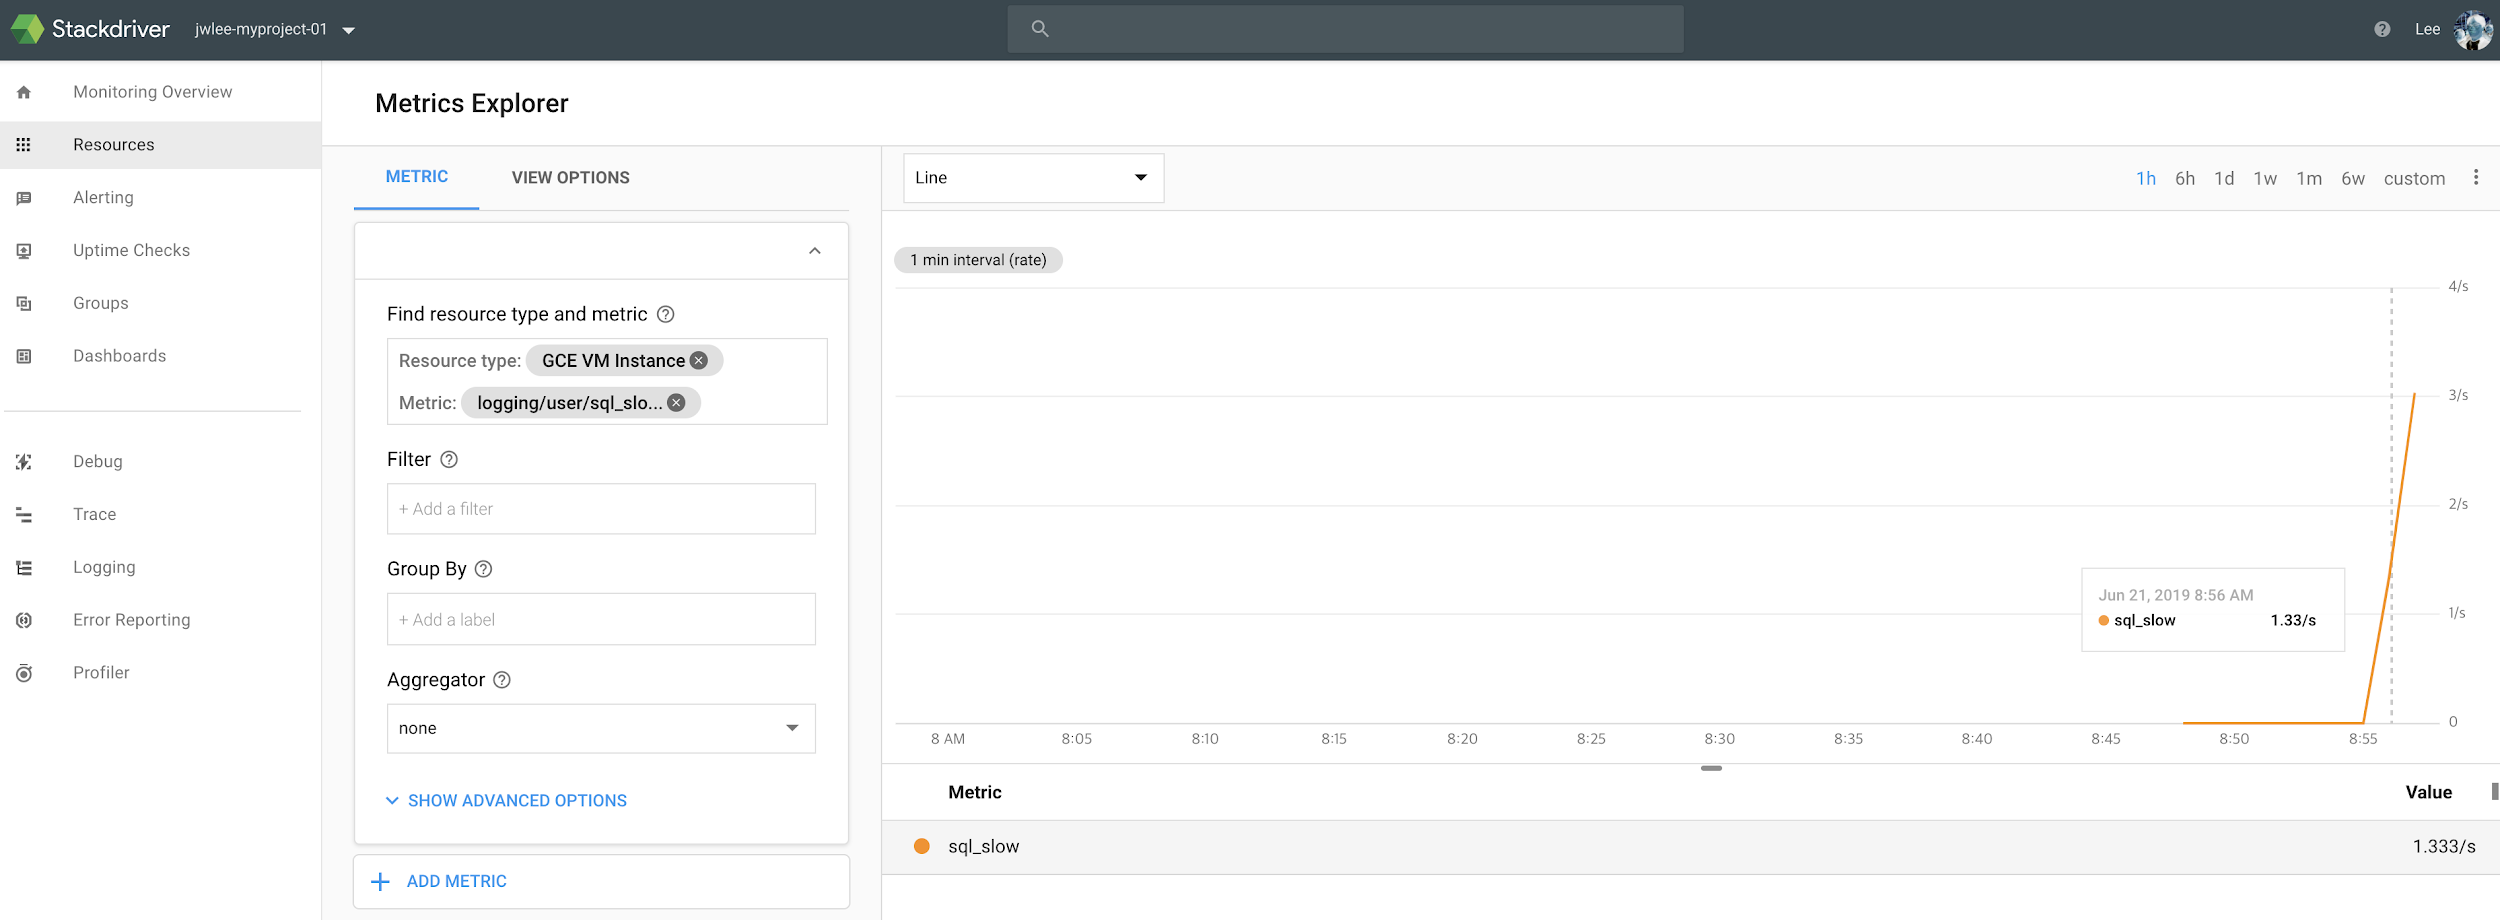 Stackdriver jwlee-myproject-01 Lee
Monitoring Overview
Resources
Alerting
Uptime Checks
Groups
Dashboards
Debug
Trace
Logging
Error Reporting
Profiler
Metrics Explorer
METRIC VIEW OPTIONS
Find resource type and metric
Resource type: GCE VM Instance
Metric: logging/user/sql_slo...
Filter
+ Add a filter
Group By
+ Add a label
Aggregator
none
SHOW ADVANCED OPTIONS
ADD METRIC
Line
1h 6h 1d 1w 1m 6w custom
1 min interval (rate)
4/s
3/s
2/s
1/s
0
Jun 21, 2019 8:56 AM
sql_slow 1.33/s
8 AM 8:05 8:10 8:15 8:20 8:25 8:30 8:35 8:40 8:45 8:50 8:55
Metric Value
sql_slow 1.333/s